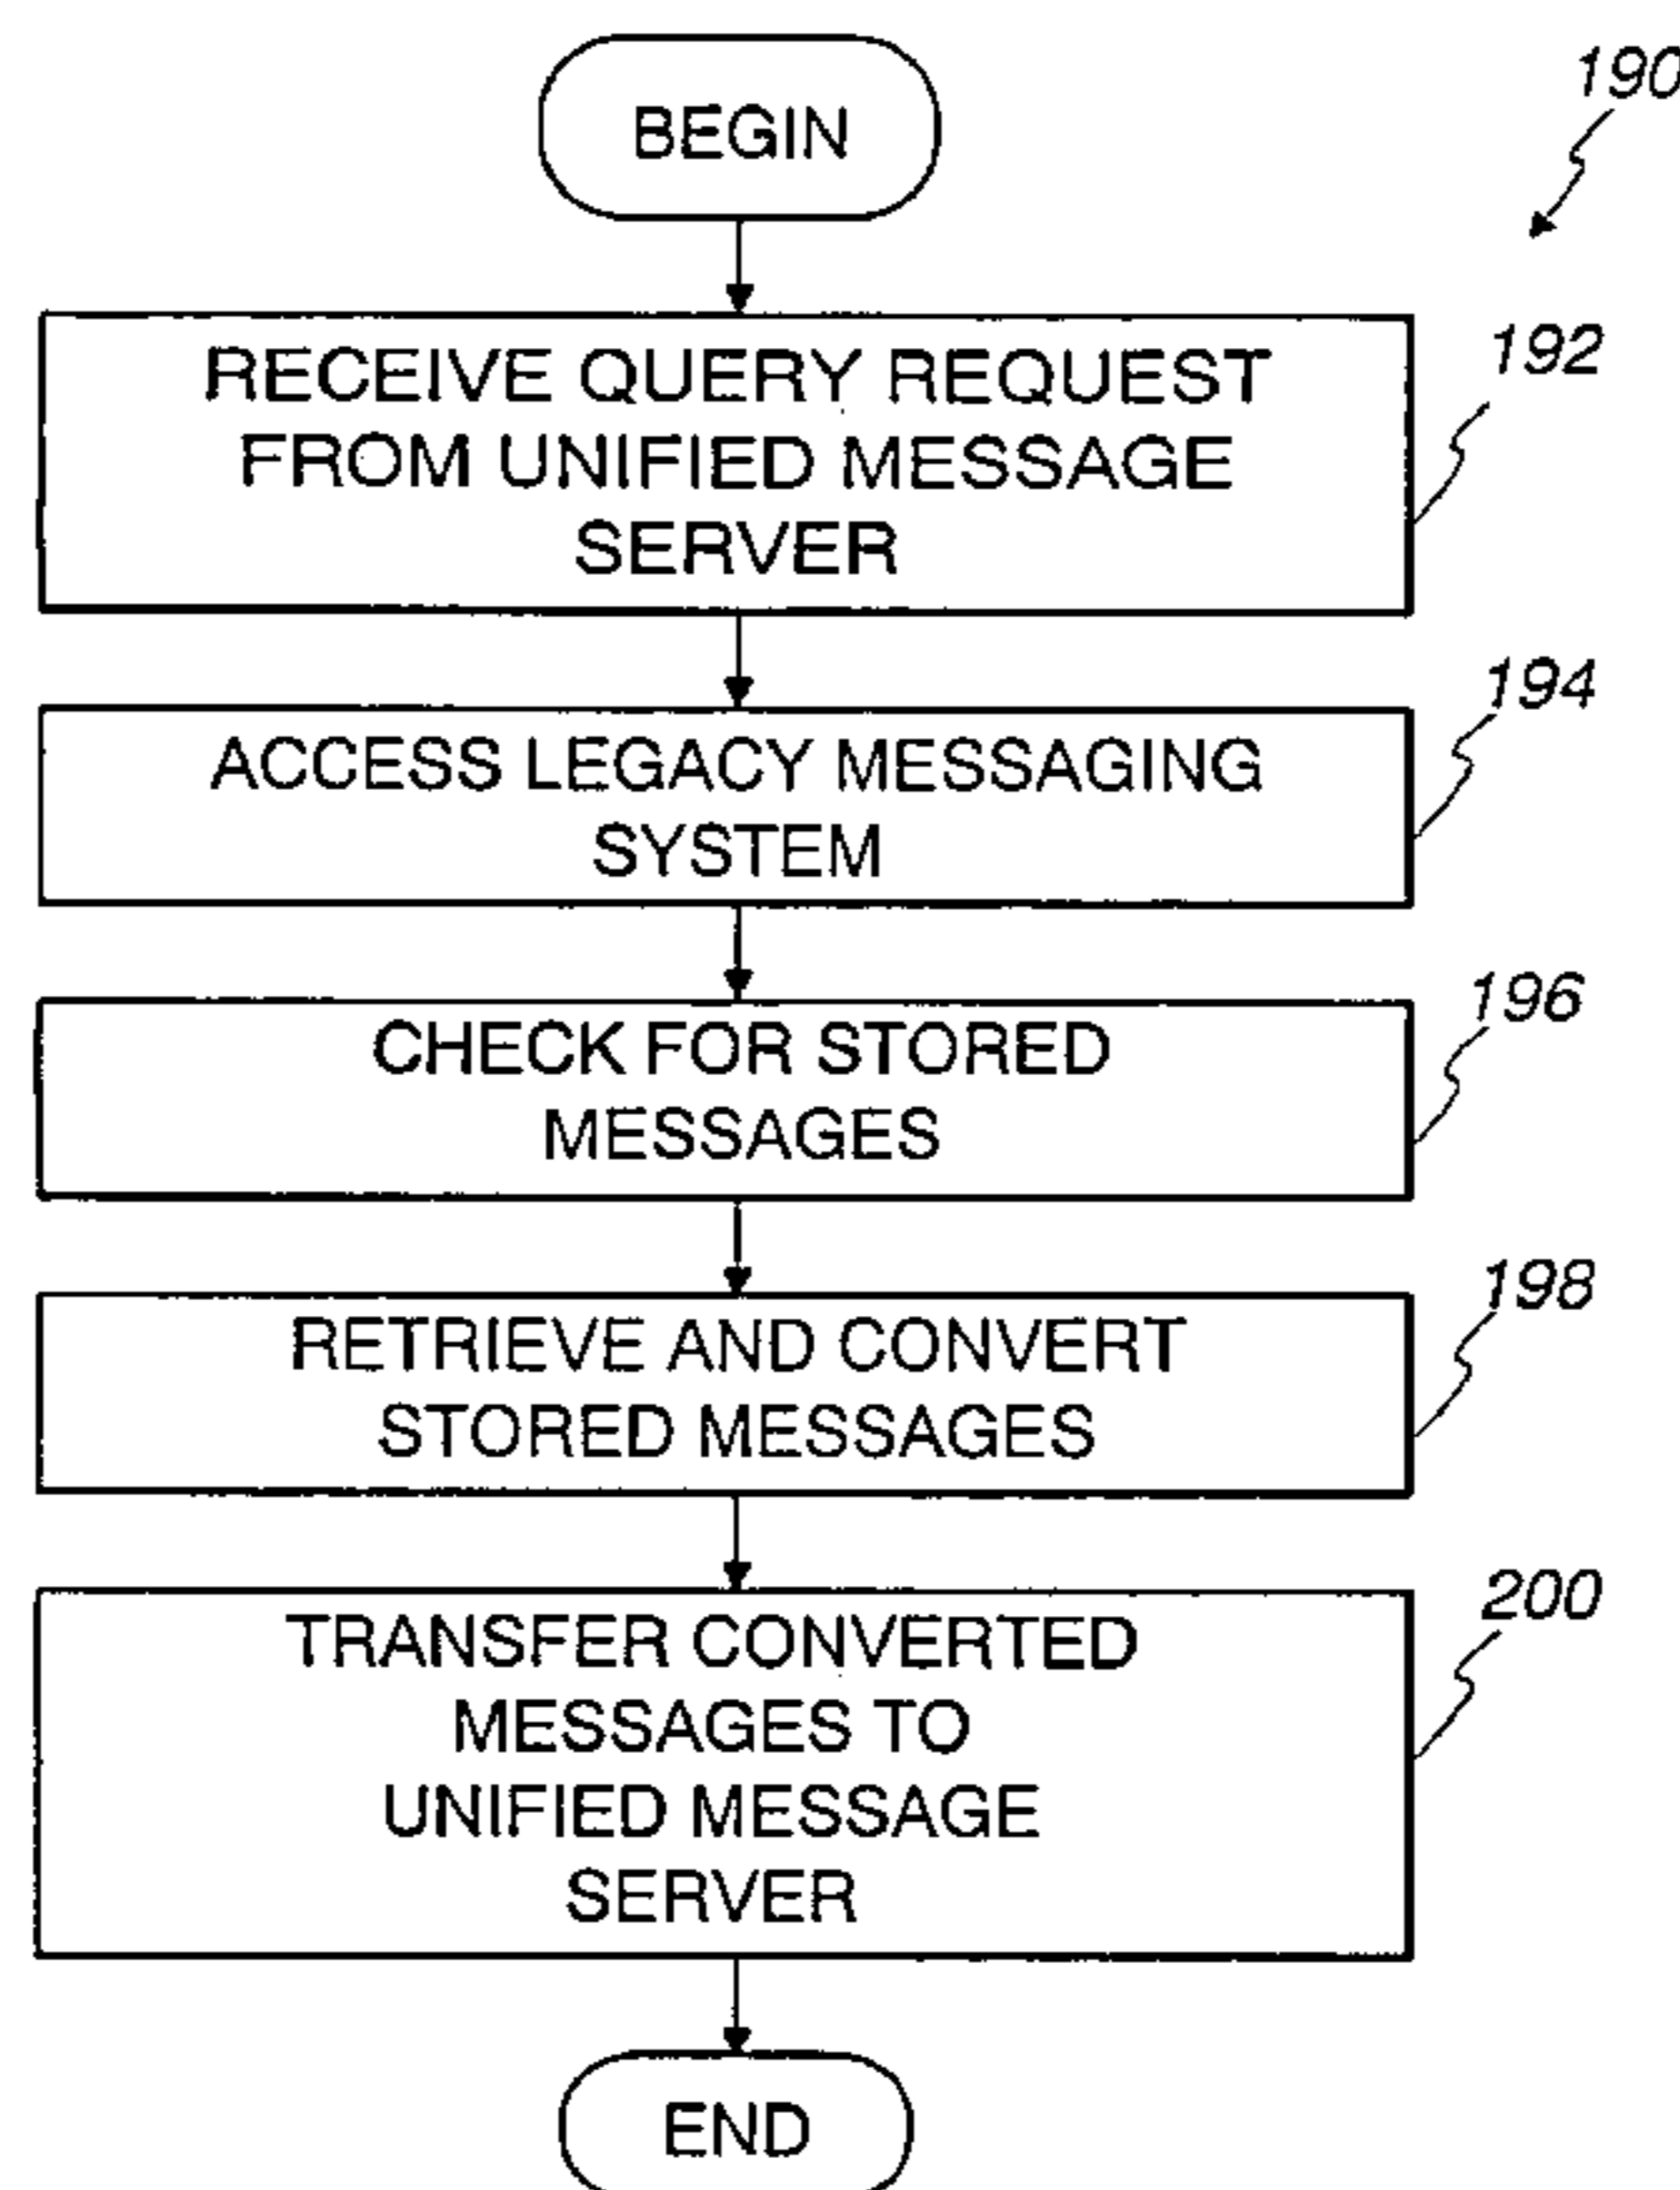 BEGIN
190
RECEIVE QUERY REQUEST
FROM UNIFIED MESSAGE
SERVER
192
ACCESS LEGACY MESSAGING
SYSTEM
194
CHECK FOR STORED
MESSAGES
196
RETRIEVE AND CONVERT
STORED MESSAGES
198
TRANSFER CONVERTED
MESSAGES TO
UNIFIED MESSAGE
SERVER
200
END